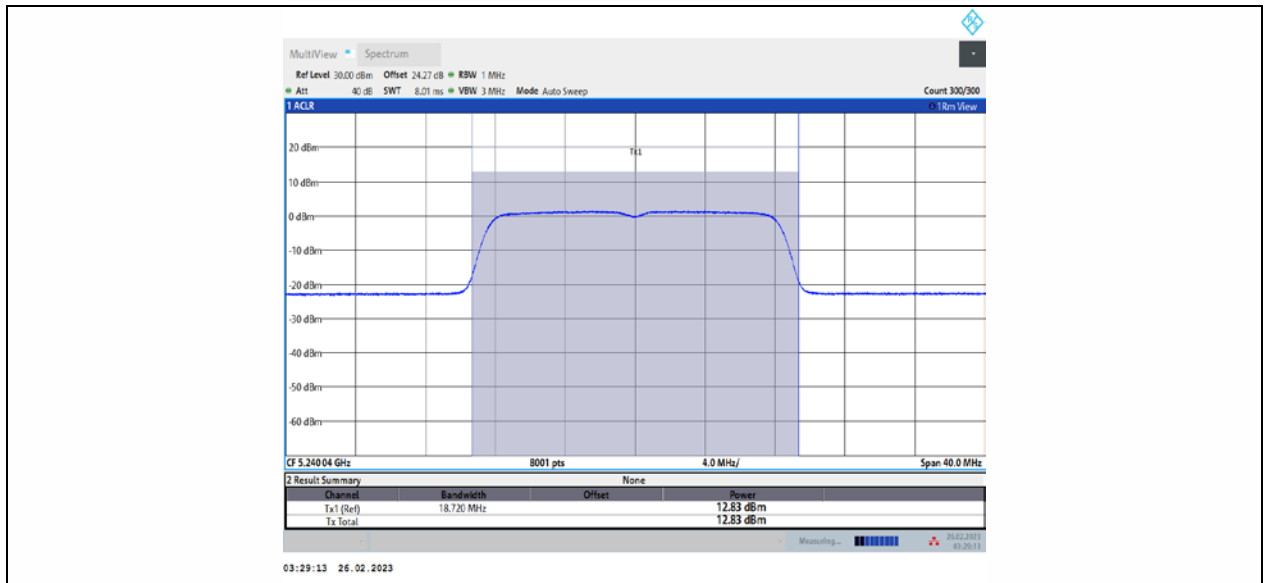 MultiView Spectrum
Ref Level 30.00 dBm Offset 24.27 dB RBW 1 MHz
Att 40 dB SWT 8.01 ms VBW 3 MHz Mode Auto Sweep Count 300/300
1 ACLR 1Rm View
20 dBm
Tx1
10 dBm
0 dBm
-10 dBm
-20 dBm
-30 dBm
-40 dBm
-50 dBm
-60 dBm
CF 5.240 04 GHz 8001 pts 4.0 MHz/ Span 40.0 MHz
2 Result Summary None
Channel Bandwidth Offset Power
Tx1 (Ref) 18.720 MHz 12.83 dBm
Tx Total 12.83 dBm
Measuring... 26.02.2023
03:29:13
03:29:13 26.02.2023